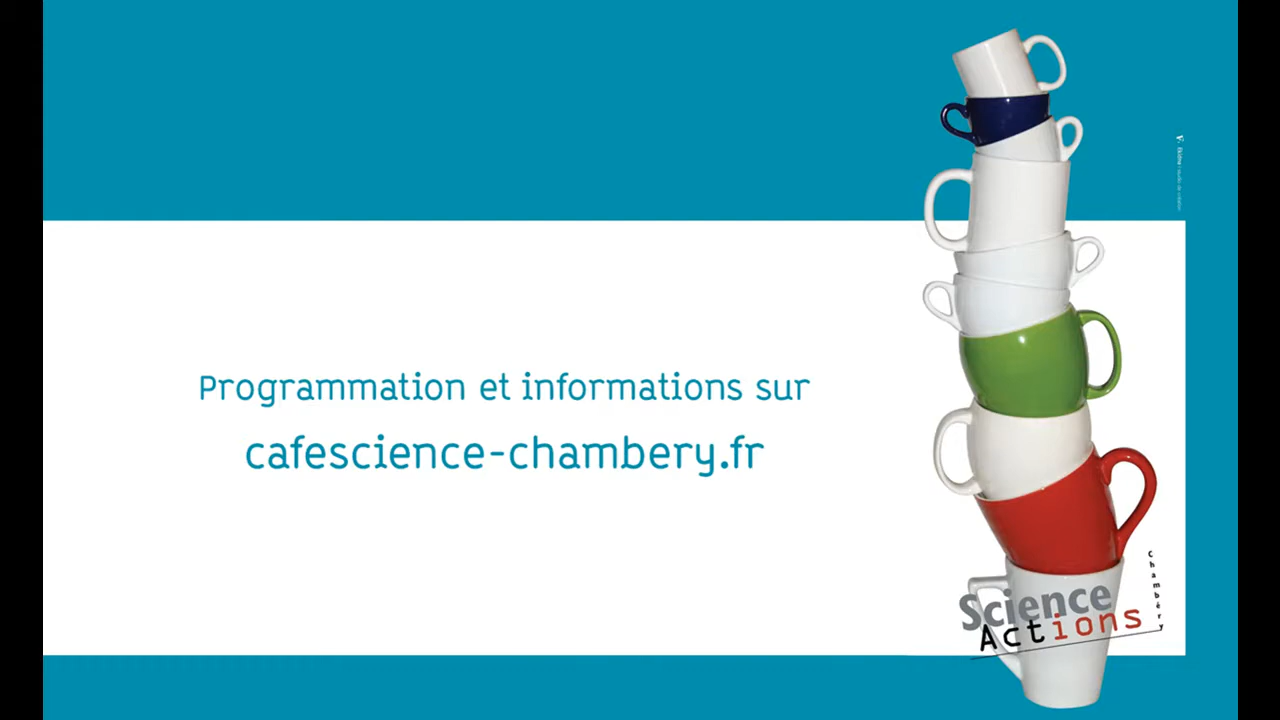 Programmation et informations sur
cafescience-chambery.fr
Science
Actions
Chambéry